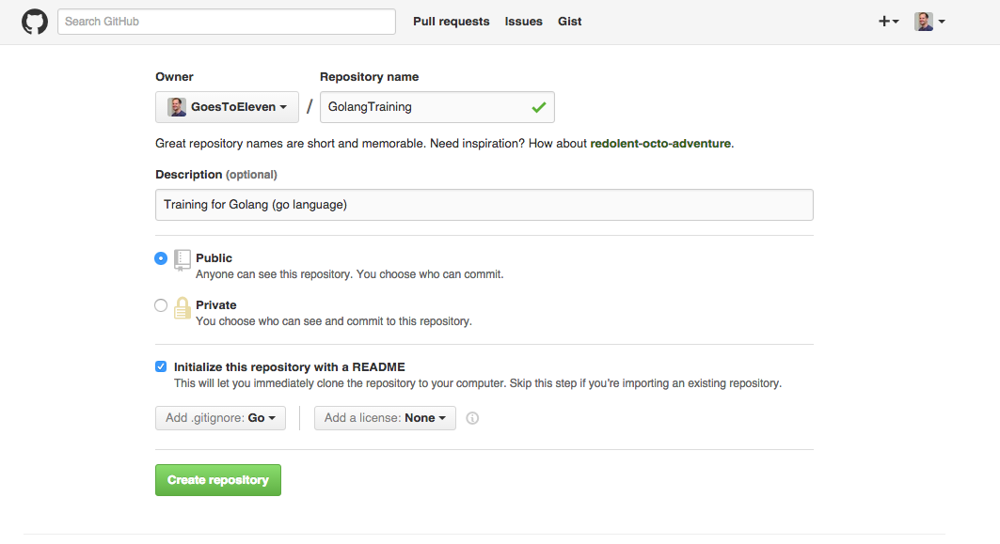 Search GitHub Pull requests Issues Gist
Owner Repository name
GoesToEleven / GolangTraining
Great repository names are short and memorable. Need inspiration? How about redolent-octo-adventure.
Description (optional)
Training for Golang (go language)
Public
Anyone can see this repository. You choose who can commit.
Private
You choose who can see and commit to this repository.
Initialize this repository with a README
This will let you immediately clone the repository to your computer. Skip this step if you’re importing an existing repository.
Add .gitignore: Go Add a license: None
Create repository